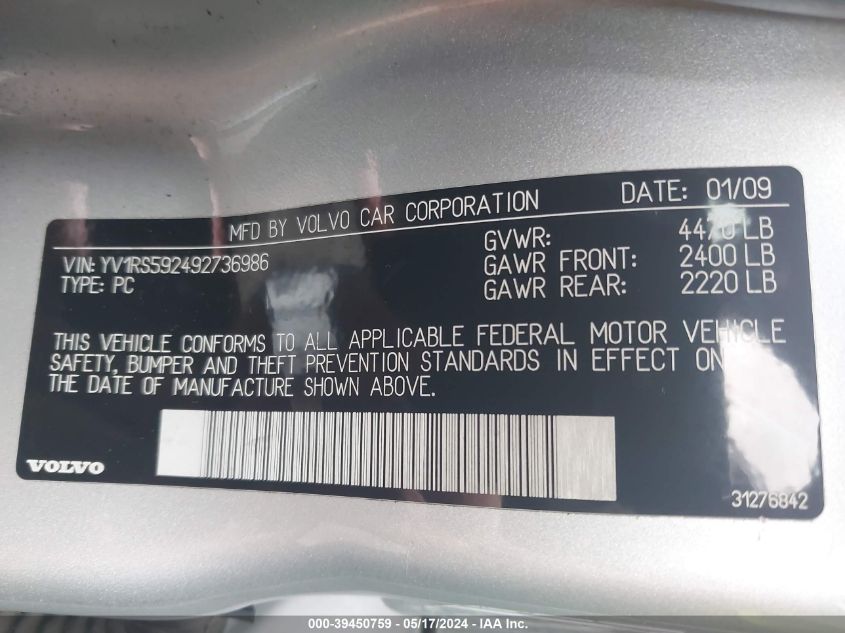 MFD BY VOLVO CAR CORPORATION DATE: 01/09
VIN: YV1RS592492736986
TYPE: PC
GVWR: 4470 LB
GAWR FRONT: 2400 LB
GAWR REAR: 2220 LB
THIS VEHICLE CONFORMS TO ALL APPLICABLE FEDERAL MOTOR VEHICLE
SAFETY, BUMPER AND THEFT PREVENTION STANDARDS IN EFFECT ON
THE DATE OF MANUFACTURE SHOWN ABOVE.
VOLVO
31276842
000-39450759 — 05/17/2024 - IAA Inc.